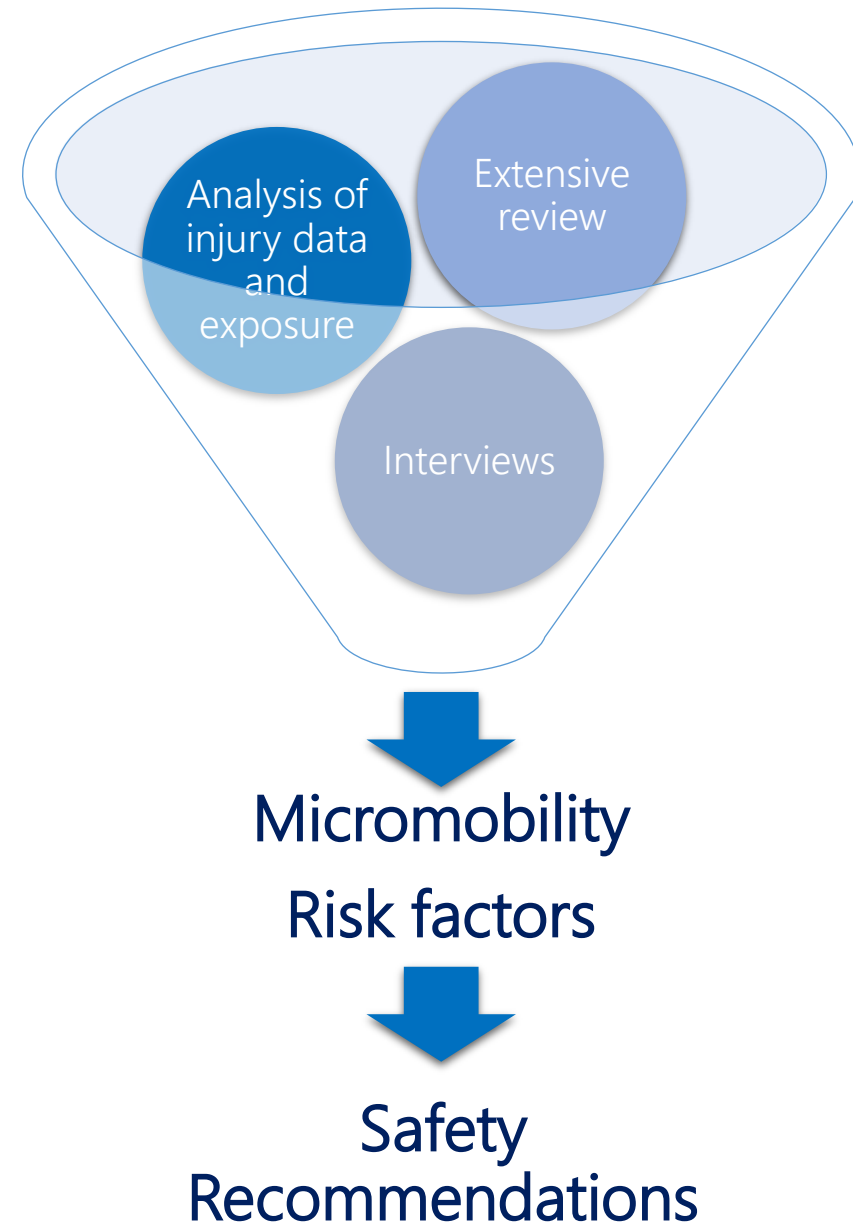 Analysis of
injury data
and
exposure
Extensive
review
Interviews
Micromobility
Risk factors
Safety
Recommendations